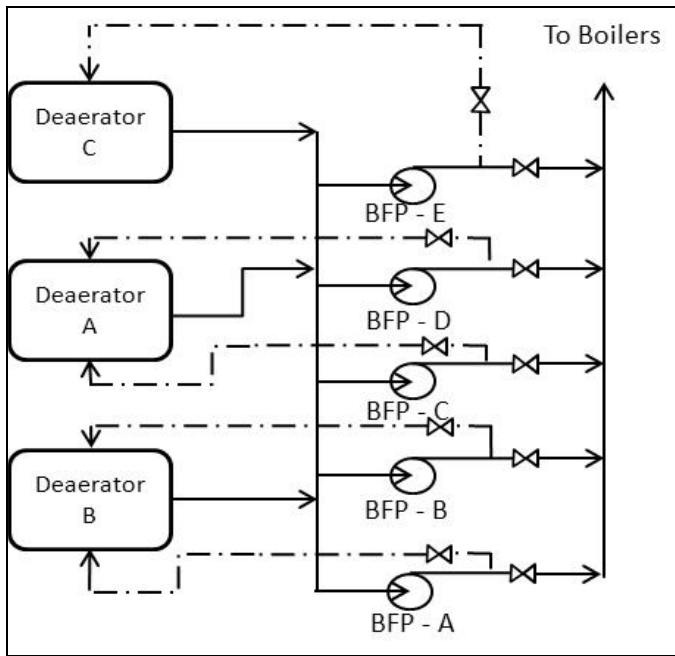 To Boilers
Deaerator
C
BFP - E
Deaerator
A
BFP - D
BFP - C
Deaerator
B
BFP - B
BFP - A